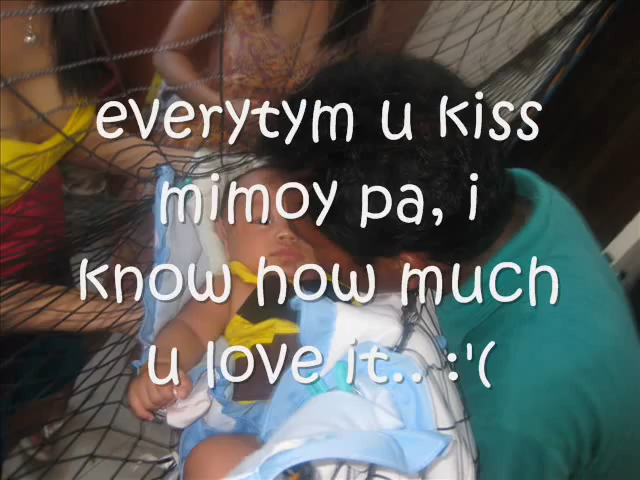 everytym u kiss
mimoy pa, i
know how much
u love it.. :'(